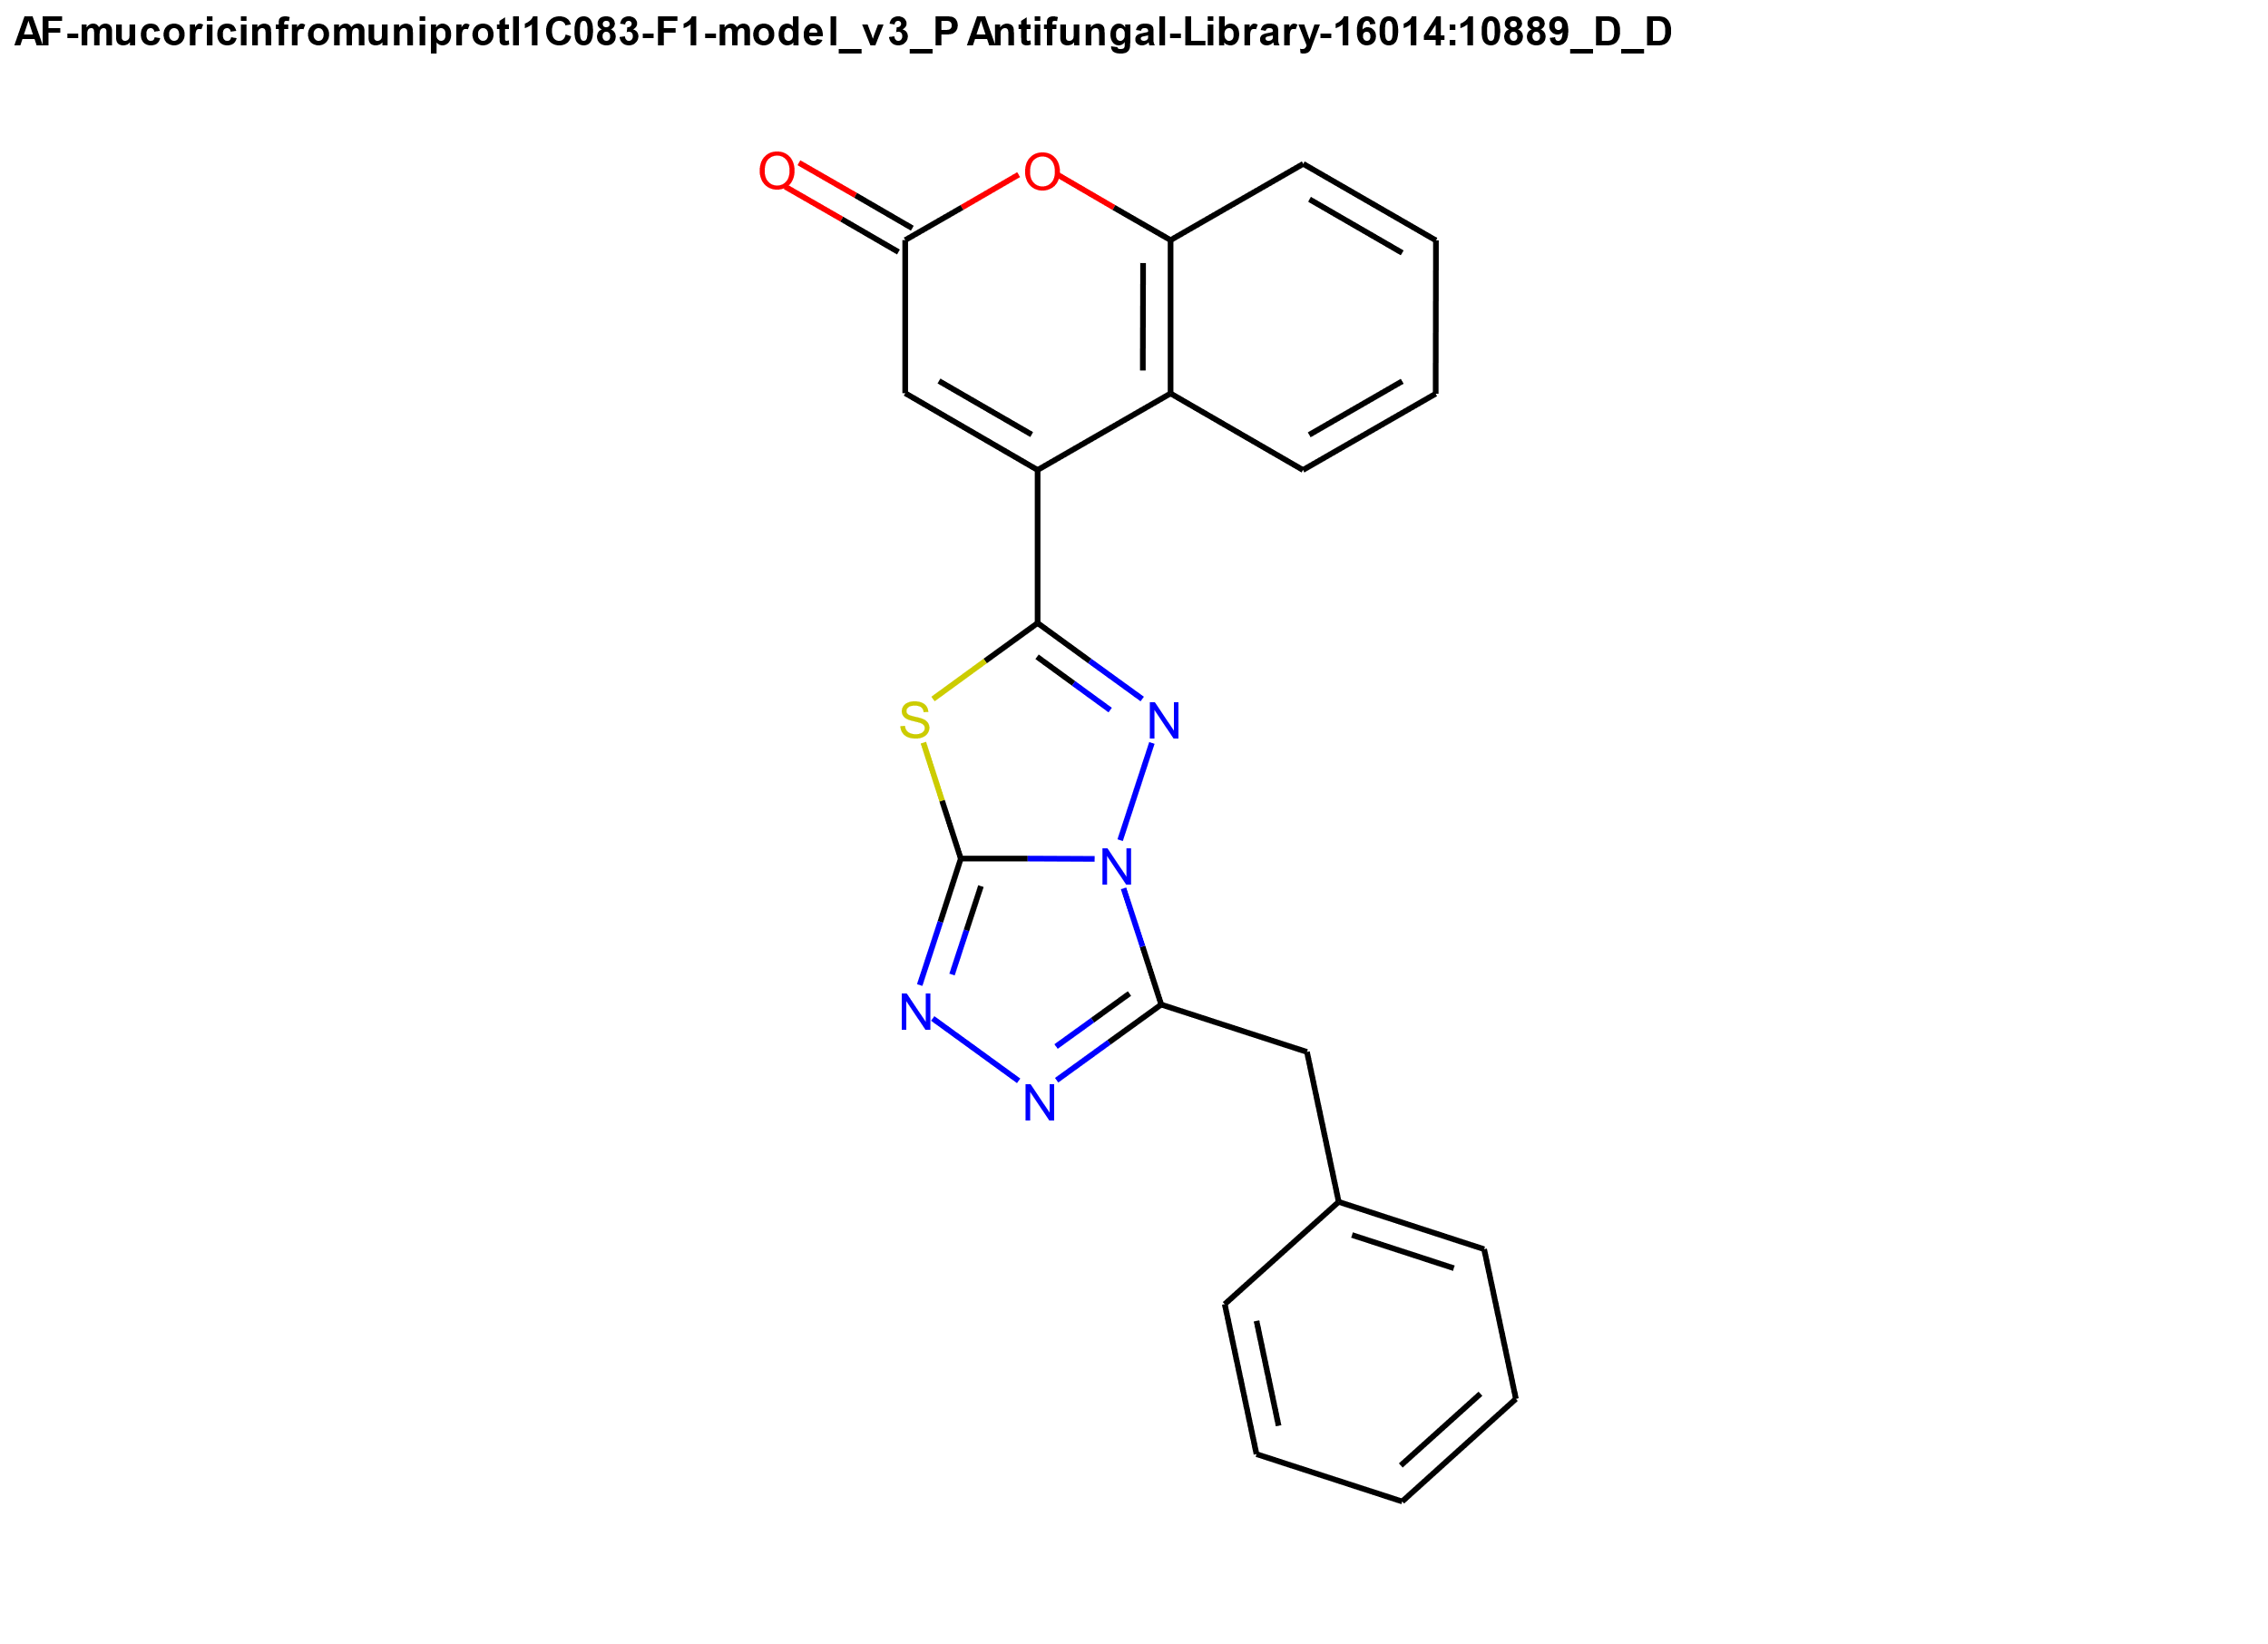 AF-mucoricinfromuniprotI1C083-F1-model_v3_P Antifungal-Library-16014:10889_D_D
O O
S N
N
N
N